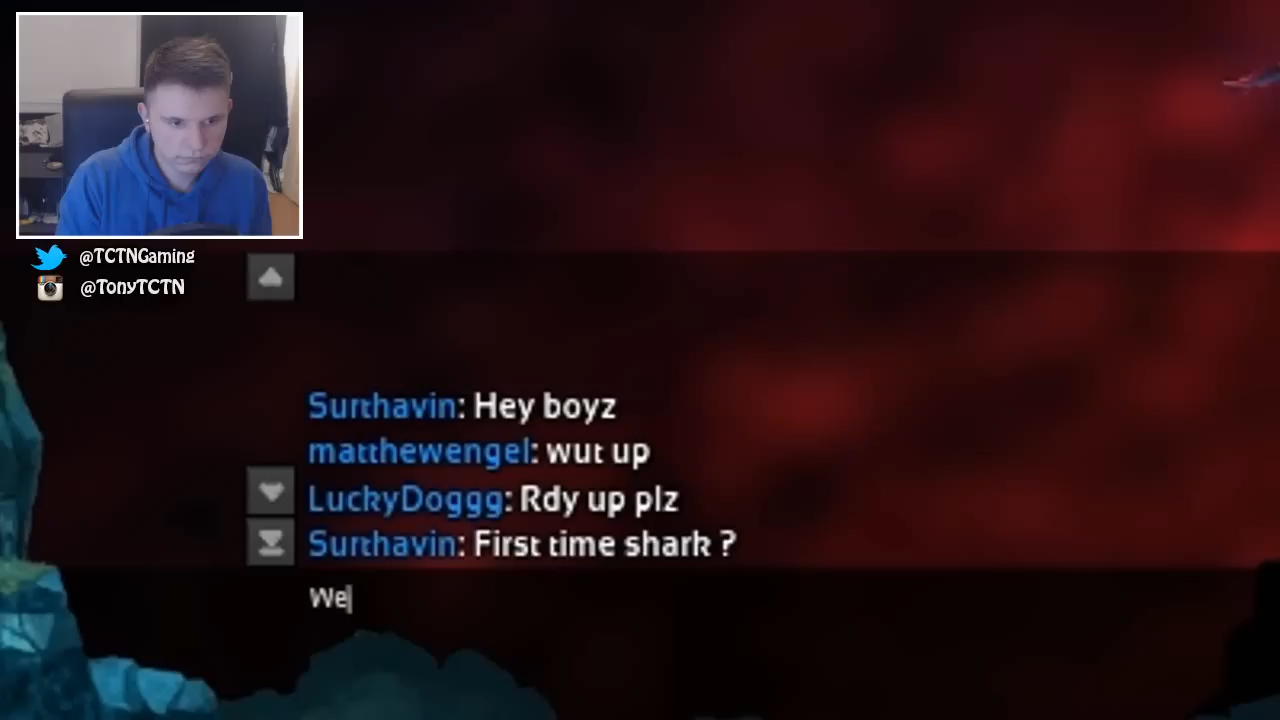 @TCTNGaming
@TonyTCTN
Surthavin: Hey boyz
matthewengel: wut up
LuckyDoggg: Rdy up plz
Surthavin: First time shark ?
We